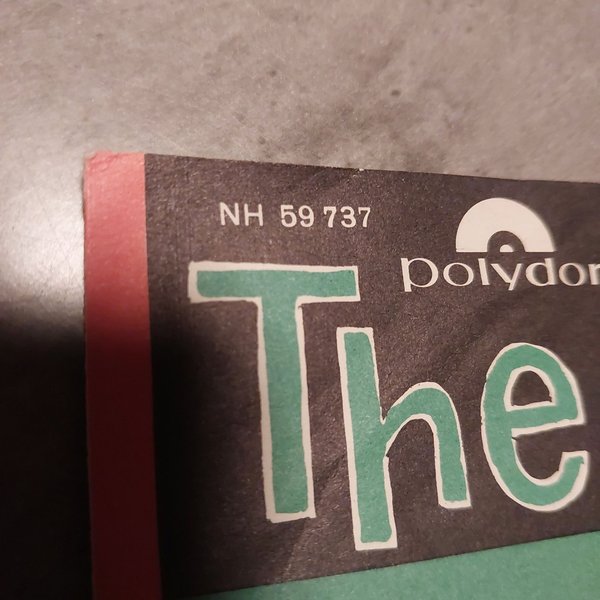 NH 59 737
polydor
The